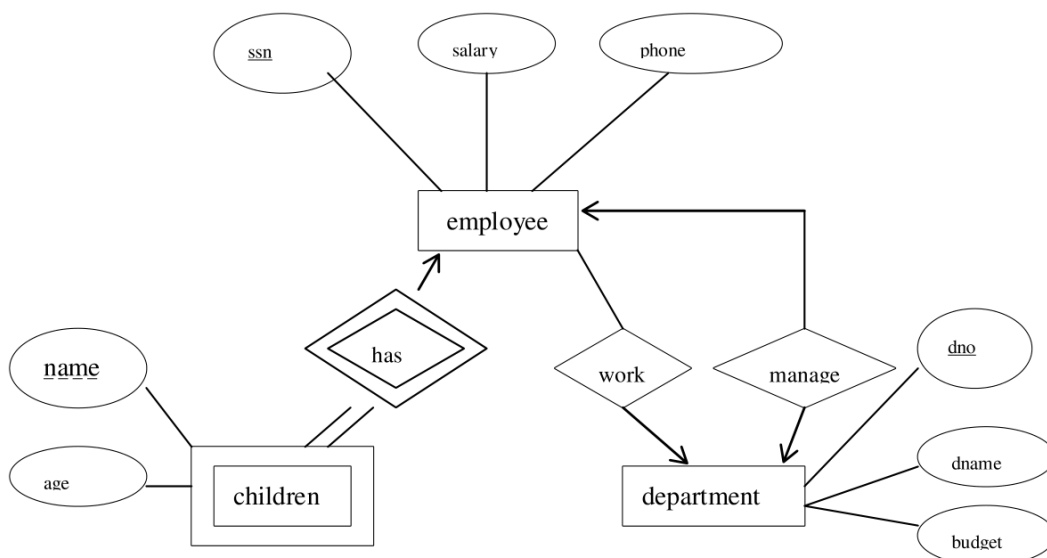 ssn
salary
phone
employee
has
name
work
manage
dno
age
children
department
dname
budget